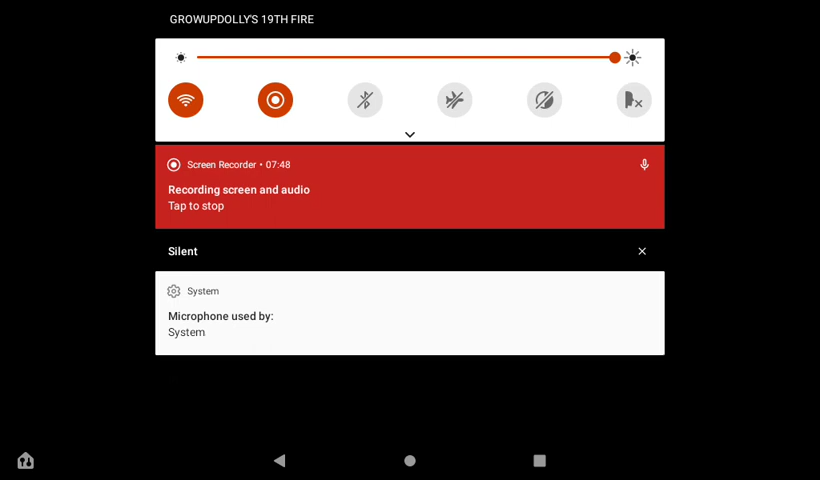 GROWUPDOLLY'S 19TH FIRE
Screen Recorder • 07:48
Recording screen and audio
Tap to stop
Silent
System
Microphone used by:
System